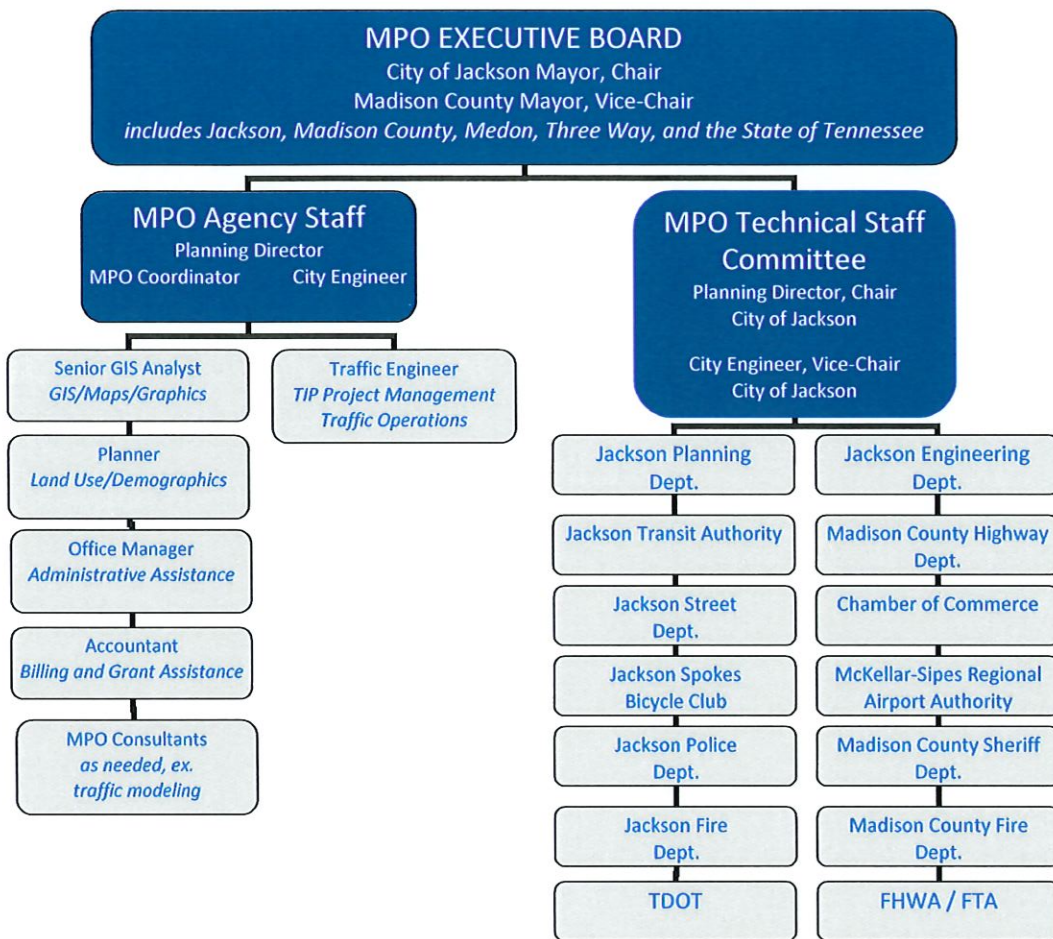 MPO EXECUTIVE BOARD
City of Jackson Mayor, Chair
Madison County Mayor, Vice-Chair
includes Jackson, Madison County, Medon, Three Way, and the State of Tennessee
MPO Agency Staff
Planning Director
MPO Coordinator City Engineer
Senior GIS Analyst
GIS/Maps/Graphics
Planner
Land Use/Demographics
Office Manager
Administrative Assistance
Accountant
Billing and Grant Assistance
MPO Consultants
as needed, ex.
traffic modeling
Traffic Engineer
TIP Project Management
Traffic Operations
MPO Technical Staff
Committee
Planning Director, Chair
City of Jackson
City Engineer, Vice-Chair
City of Jackson
Jackson Planning
Dept.
Jackson Transit Authority
Jackson Street
Dept.
Jackson Spokes
Bicycle Club
Jackson Police
Dept.
Jackson Fire
Dept.
TDOT
Jackson Engineering
Dept.
Madison County Highway
Dept.
Chamber of Commerce
McKellar-Sipes Regional
Airport Authority
Madison County Sheriff
Dept.
Madison County Fire
Dept.
FHWA / FTA